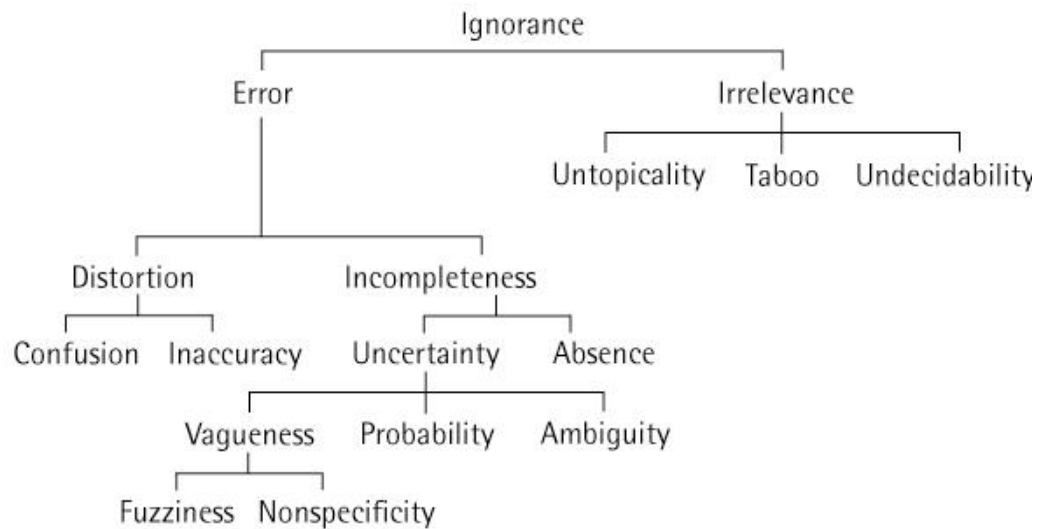 Ignorance
Error Irrelevance
Untopicality Taboo Undecidability
Distortion Incompleteness
Confusion Inaccuracy Uncertainty Absence
Vagueness Probability Ambiguity
Fuzziness Nonspecificity